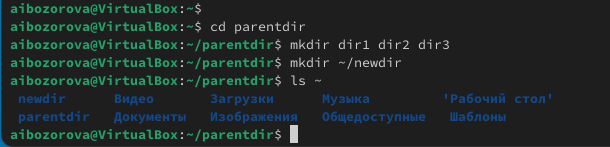 aibozorova@VirtualBox:~$
aibozorova@VirtualBox:~$ cd parentdir
aibozorova@VirtualBox:~/parentdir$ mkdir dir1 dir2 dir3
aibozorova@VirtualBox:~/parentdir$ mkdir ~/newdir
aibozorova@VirtualBox:~/parentdir$ ls ~
newdir Видео Загрузки Музыка 'Рабочий стол'
parentdir Документы Изображения Общедоступные Шаблоны
aibozorova@VirtualBox:~/parentdir$